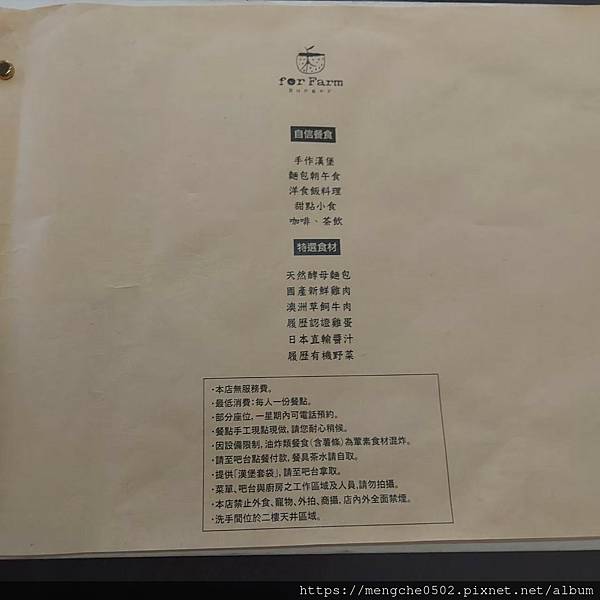 for Farm
Burger
自信餐食
手作漢堡
麵包朝午食
洋食飯料理
甜點小食
咖啡、茶飲
特選食材
天然酵母麵包
國產新鮮雞肉
澳洲草飼牛肉
履歷認證雞蛋
日本直輸醬汁
履歷有機野菜
·本店無服務費。
·最低消費：每人一份餐點。
·部分座位，一星期內可電話預約。
·餐點手工現點現做，請您耐心稍候。
·因設備限制，油炸類餐食（含薯條）為葷素食材混炸。
·請至吧台點餐付款，餐具茶水請自取。
·提供「漢堡套袋」，請至吧台拿取。
·菜單、吧台與廚房之工作區域及人員，請勿拍攝。
·本店禁止外食、寵物、外拍、商攝，店內外全面禁煙。
·洗手間位於二樓天井區域。
https://mengche0502.pixnet.net/album